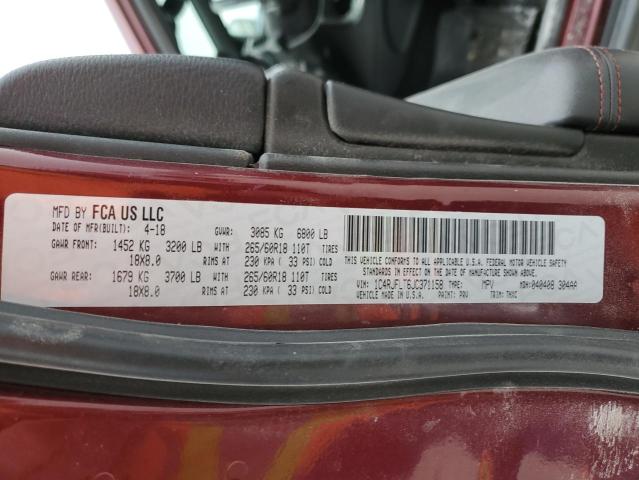 MFD BY FCA US LLC
DATE OF MFR(BUILT): 4-18 GVWR: 3085 KG 6800 LB
GAWR FRONT: 1452 KG 3200 LB WITH 265/60R18 110T TIRES
18X8.0 RIMS AT 230 KPA ( 33 PSI) COLD
GAWR REAR: 1679 KG 3700 LB WITH 265/60R18 110T TIRES
18X8.0 RIMS AT 230 KPA ( 33 PSI) COLD
THIS VEHICLE CONFORMS TO ALL APPLICABLE U.S.A. FEDERAL MOTOR VEHICLE SAFETY
STANDARDS IN EFFECT ON THE DATE OF MANUFACTURE SHOWN ABOVE.
VIN: 1C4RJFLT6JC371158 TYPE: MPV MDH: 040408 304AA
VEHICLE MADE IN U.S.A. PAINT: PRV TRIM: THXC